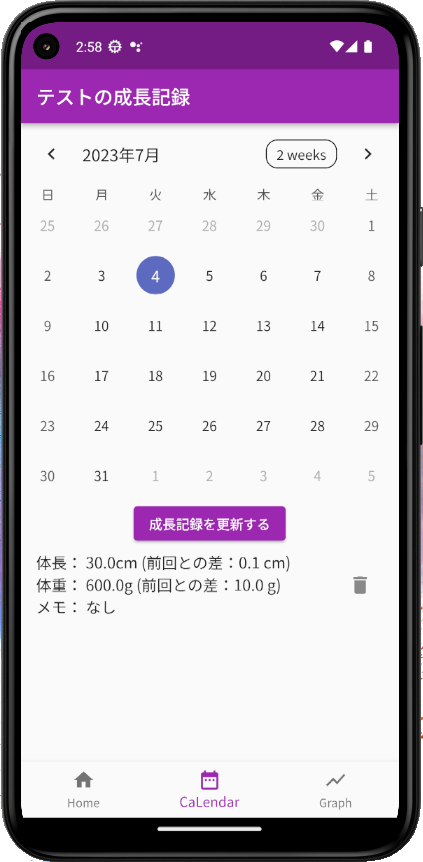 2:58
テストの成長記録
2023年7月 2 weeks
日 月 火 水 木 金 土
25 26 27 28 29 30 1
2 3 4 5 6 7 8
9 10 11 12 13 14 15
16 17 18 19 20 21 22
23 24 25 26 27 28 29
30 31 1 2 3 4 5
成長記録を更新する
体長： 30.0cm (前回との差：0.1 cm)
体重： 600.0g (前回との差：10.0 g)
メモ： なし
Home CaLendar Graph